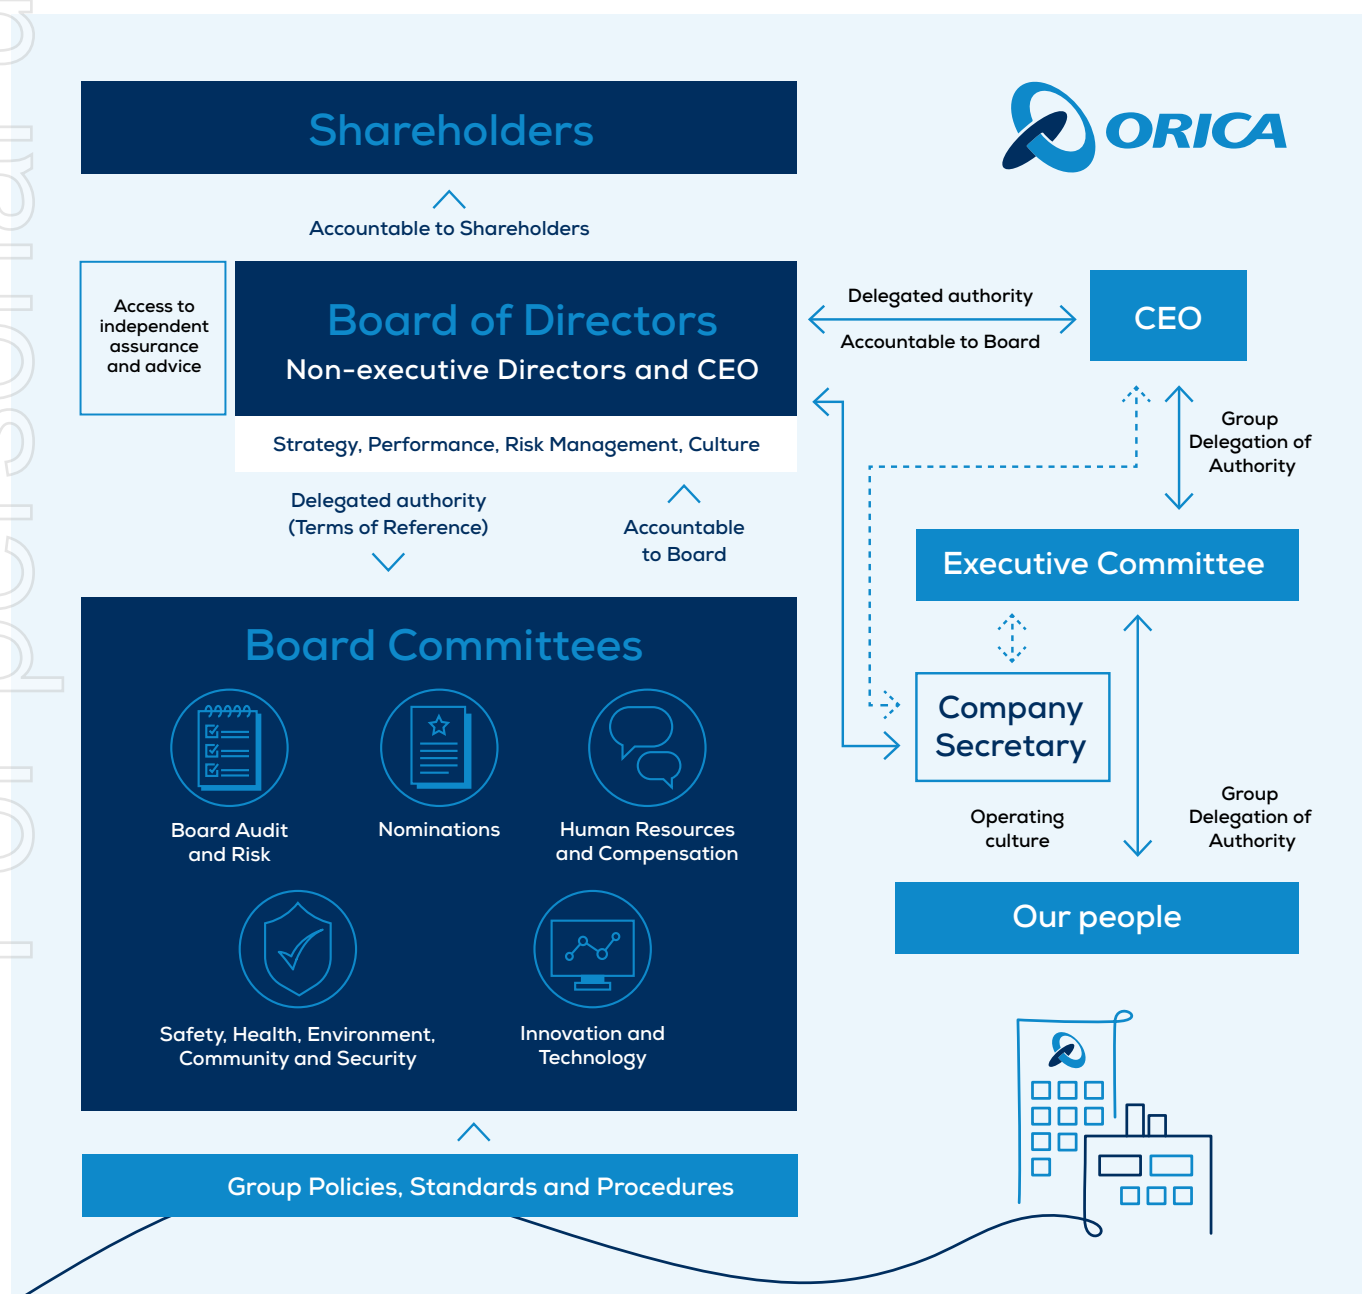 Shareholders
ORICA
Accountable to Shareholders
Access to
independent
assurance
and advice
Board of Directors
Non-executive Directors and CEO
Strategy, Performance, Risk Management, Culture
Delegated authority
Accountable to Board
CEO
Group
Delegation of
Authority
Delegated authority
(Terms of Reference)
Accountable
to Board
Executive Committee
Board Committees
Board Audit
and Risk
Nominations
Human Resources
and Compensation
Safety, Health, Environment,
Community and Security
Innovation and
Technology
Company
Secretary
Operating
culture
Group
Delegation of
Authority
Our people
Group Policies, Standards and Procedures
For personal u